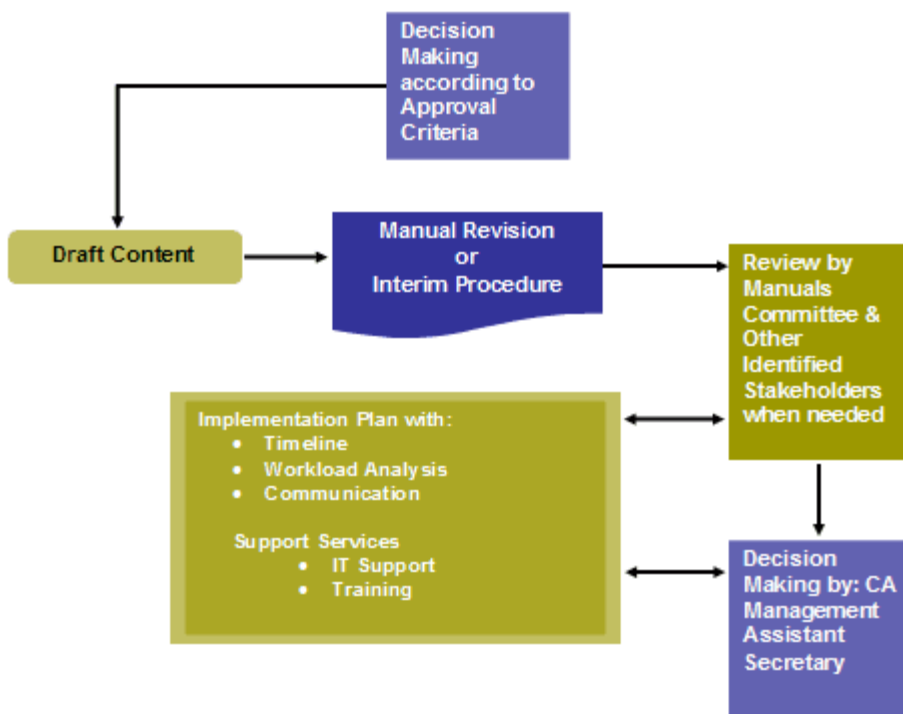 Decision
Making
according to
Approval
Criteria
Draft Content
Manual Revision
or
Interim Procedure
Review by
Manuals
Committee &
Other
Identified
Stakeholders
when needed
Implementation Plan with:
• Timeline
• Workload Analysis
• Communication
Support Services
• IT Support
• Training
Decision
Making by: CA
Management
Assistant
Secretary